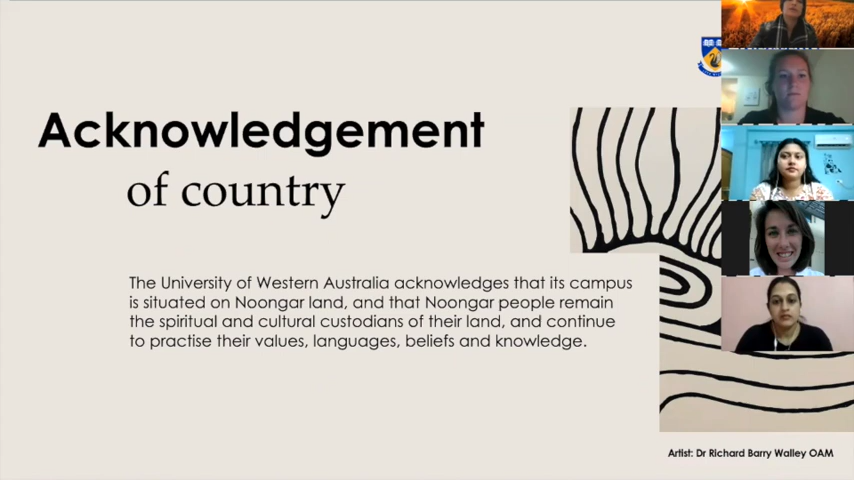 Acknowledgement
of country
The University of Western Australia acknowledges that its campus
is situated on Noongar land, and that Noongar people remain
the spiritual and cultural custodians of their land, and continue
to practise their values, languages, beliefs and knowledge.
Artist: Dr Richard Barry Walley OAM